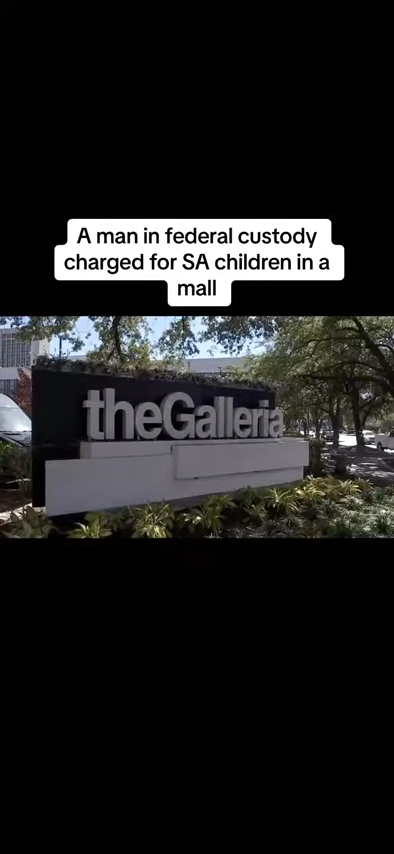 A man in federal custody
charged for SA children in a
mall
theGalleria